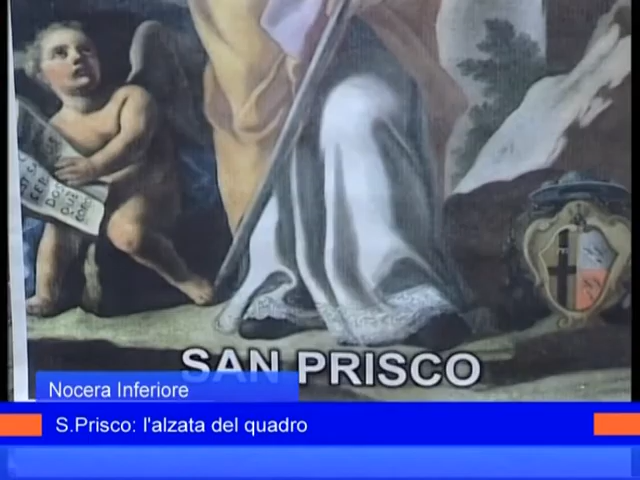 SAN PRISCO
Nocera Inferiore
S.Prisco: l'alzata del quadro